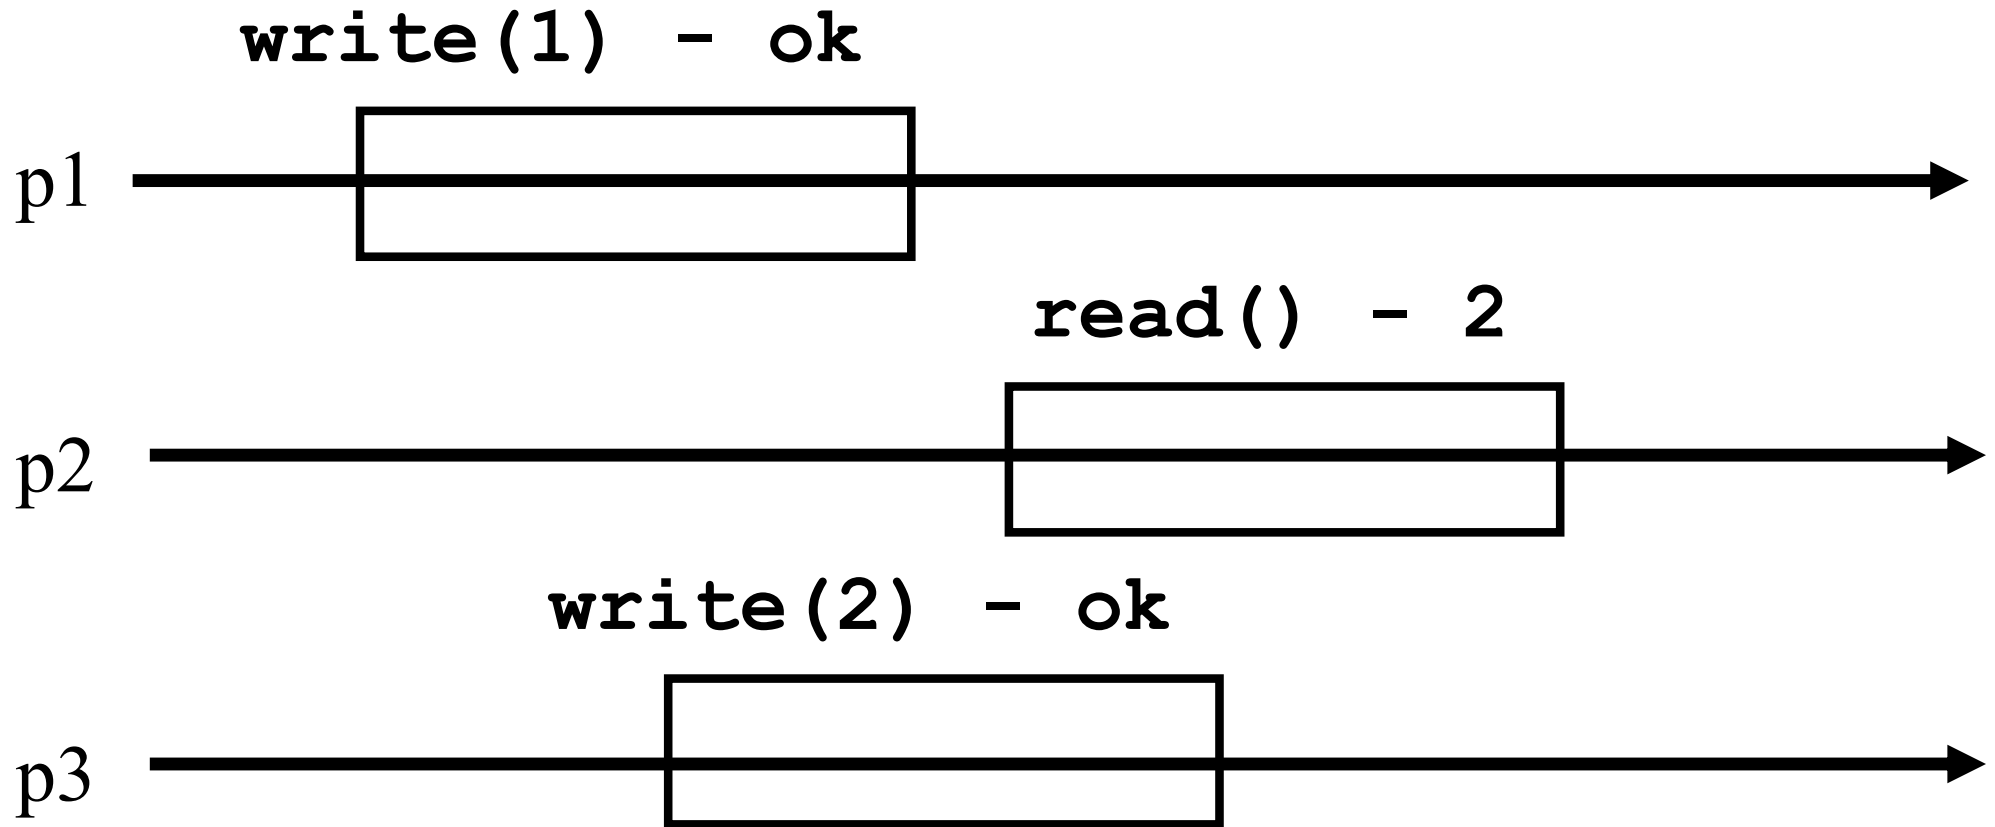 write(1) - ok
p1
read() - 2
p2
write(2) - ok
p3